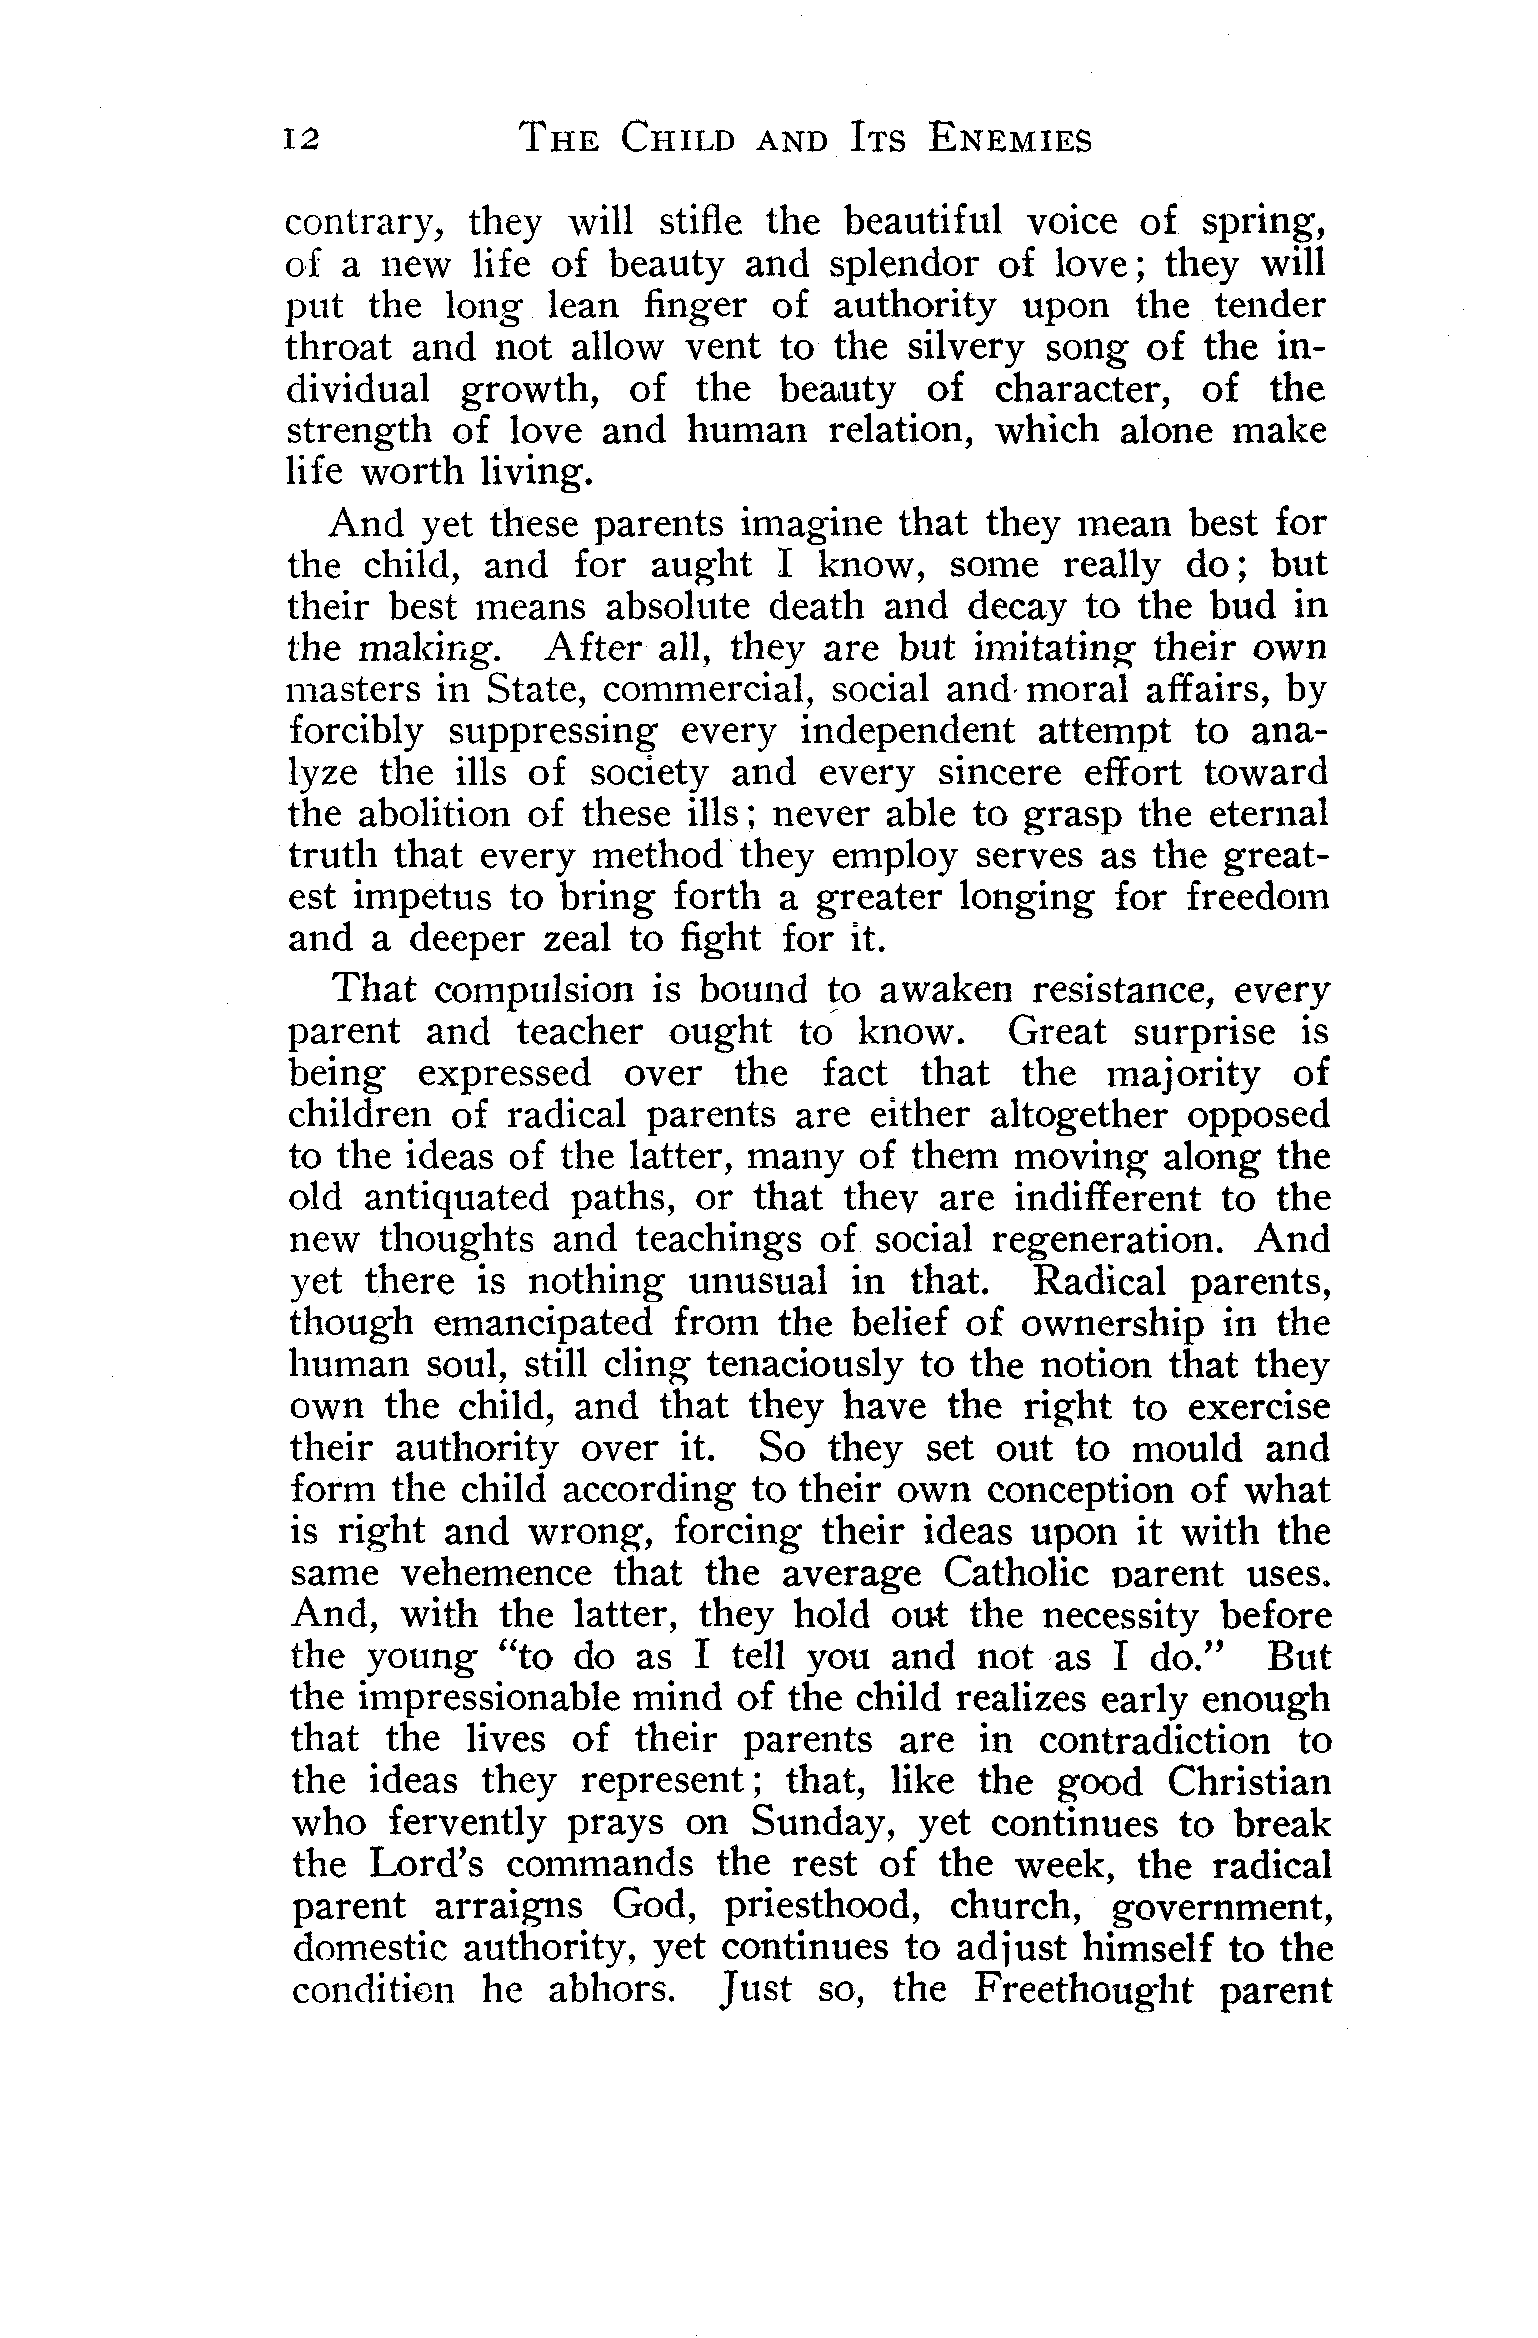 12 The Child and Its Enemies
contrary, they will stifle the beautiful voice of spring,
of a new life of beauty and splendor of love; they will
put the long lean finger of authority upon the tender
throat and not allow vent to the silvery song of the in-
dividual growth, of the beauty of character, of the
strength of love and human relation, which alone make
life worth living.
And yet these parents imagine that they mean best for
the child, and for aught I know, some really do; but
their best means absolute death and decay to the bud in
the making. After all, they are but imitating their own
masters in State, commercial, social and moral affairs, by
forcibly suppressing every independent attempt to ana-
lyze the ills of society and every sincere effort toward
the abolition of these ills; never able to grasp the eternal
truth that every method they employ serves as the great-
est impetus to bring forth a greater longing for freedom
and a deeper zeal to fight for it.
That compulsion is bound to awaken resistance, every
parent and teacher ought to know. Great surprise is
being expressed over the fact that the majority of
children of radical parents are either altogether opposed
to the ideas of the latter, many of them moving along the
old antiquated paths, or that they are indifferent to the
new thoughts and teachings of social regeneration. And
yet there is nothing unusual in that. Radical parents,
though emancipated from the belief of ownership in the
human soul, still cling tenaciously to the notion that they
own the child, and that they have the right to exercise
their authority over it. So they set out to mould and
form the child according to their own conception of what
is right and wrong, forcing their ideas upon it with the
same vehemence that the average Catholic parent uses.
And, with the latter, they hold out the necessity before
the young "to do as I tell you and not as I do." But
the impressionable mind of the child realizes early enough
that the lives of their parents are in contradiction to
the ideas they represent; that, like the good Christian
who fervently prays on Sunday, yet continues to break
the Lord's commands the rest of the week, the radical
parent arraigns God, priesthood, church, government,
domestic authority, yet continues to adjust himself to the
condition he abhors. Just so, the Freethought parent